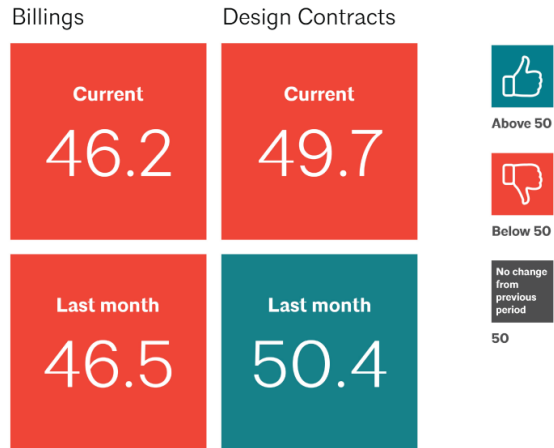 Billings
Design Contracts
Current
46.2
Current
49.7
Last month
46.5
Last month
50.4
Above 50
Below 50
No change
from
previous
period
50